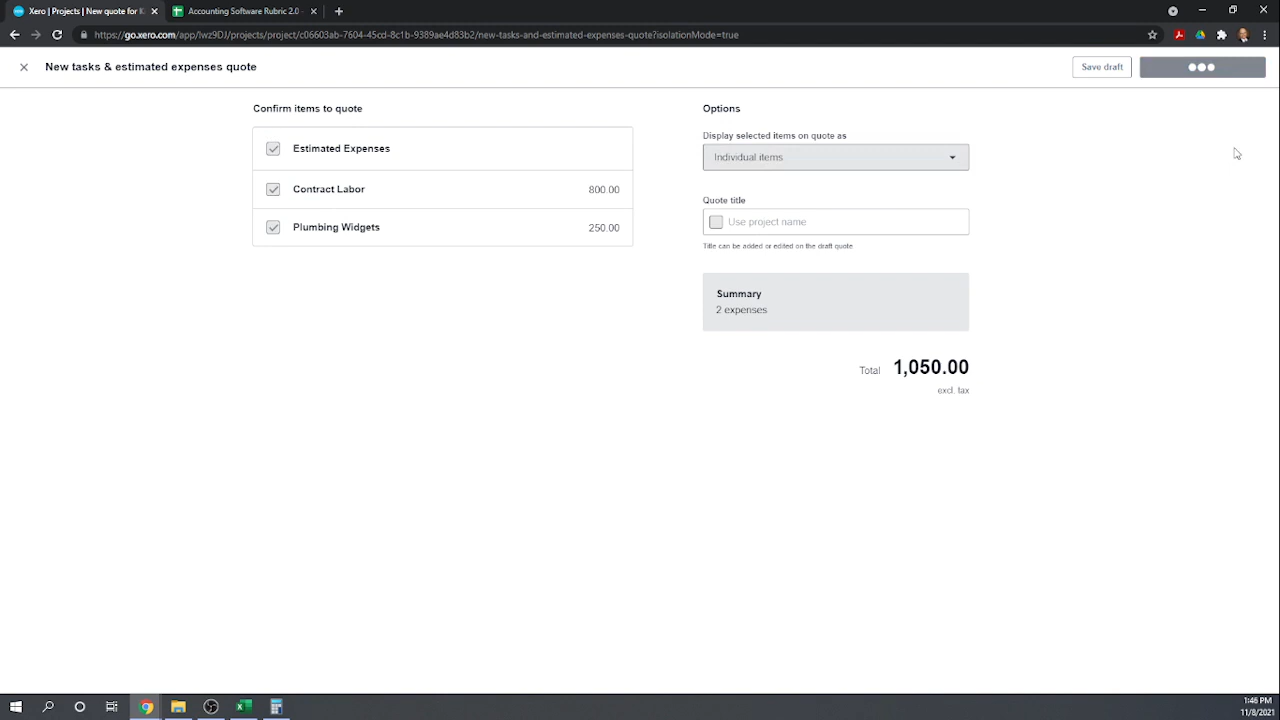 Xero | Projects | New quote for
Accounting Software Rubric 2.0 -
https://go.xero.com/app/lwz9DJ/projects/project/c06603ab-7604-45cd-8c1b-9389ae4d83b2/new-tasks-and-estimated-expenses-quote?isolationMode=true
New tasks & estimated expenses quote
Save draft
Confirm items to quote
Estimated Expenses
Contract Labor 800.00
Plumbing Widgets 250.00
Options
Display selected items on quote as
Individual items
Quote title
Use project name
Title can be added or edited on the draft quote
Summary
2 expenses
Total 1,050.00
excl. tax
1:46 PM
11/8/2021